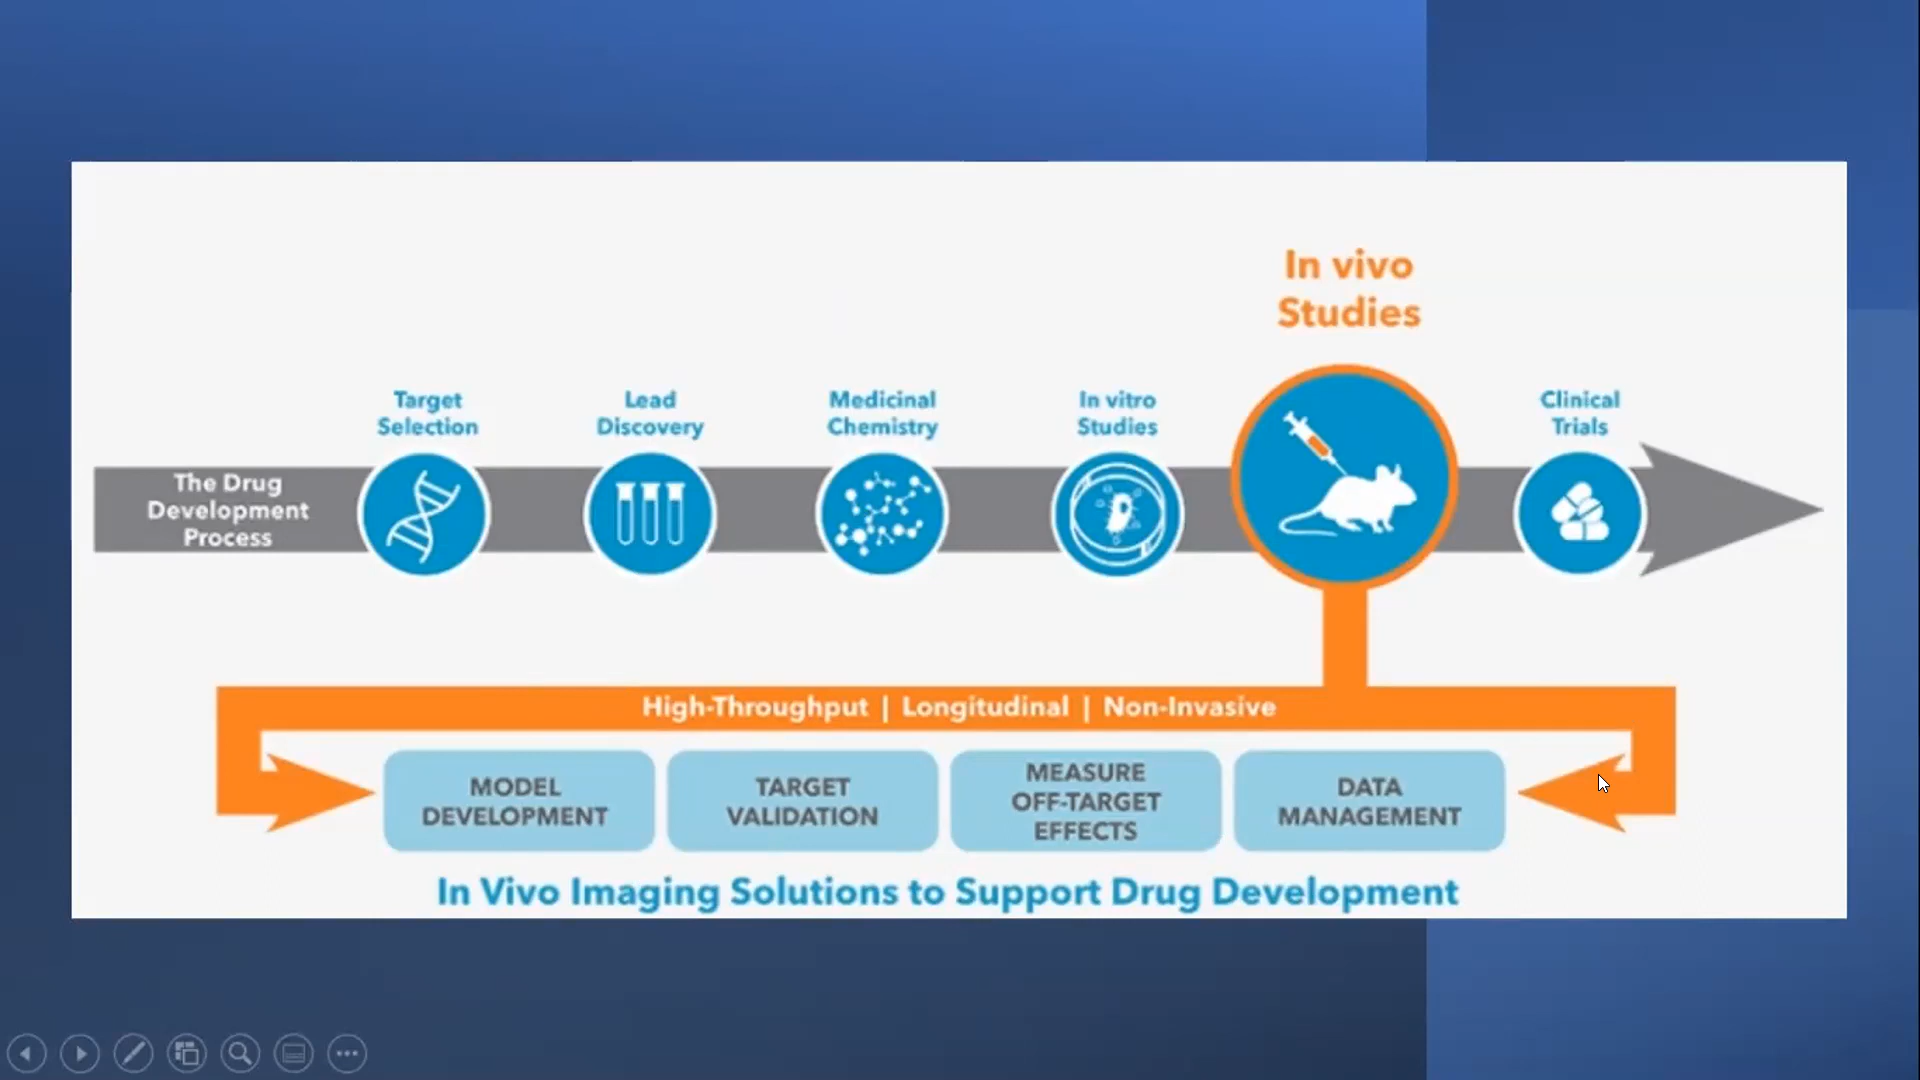 In vivo
Studies
Target
Selection
Lead
Discovery
Medicinal
Chemistry
In vitro
Studies
Clinical
Trials
The Drug
Development
Process
High-Throughput | Longitudinal | Non-Invasive
MODEL
DEVELOPMENT
TARGET
VALIDATION
MEASURE
OFF-TARGET
EFFECTS
DATA
MANAGEMENT
In Vivo Imaging Solutions to Support Drug Development